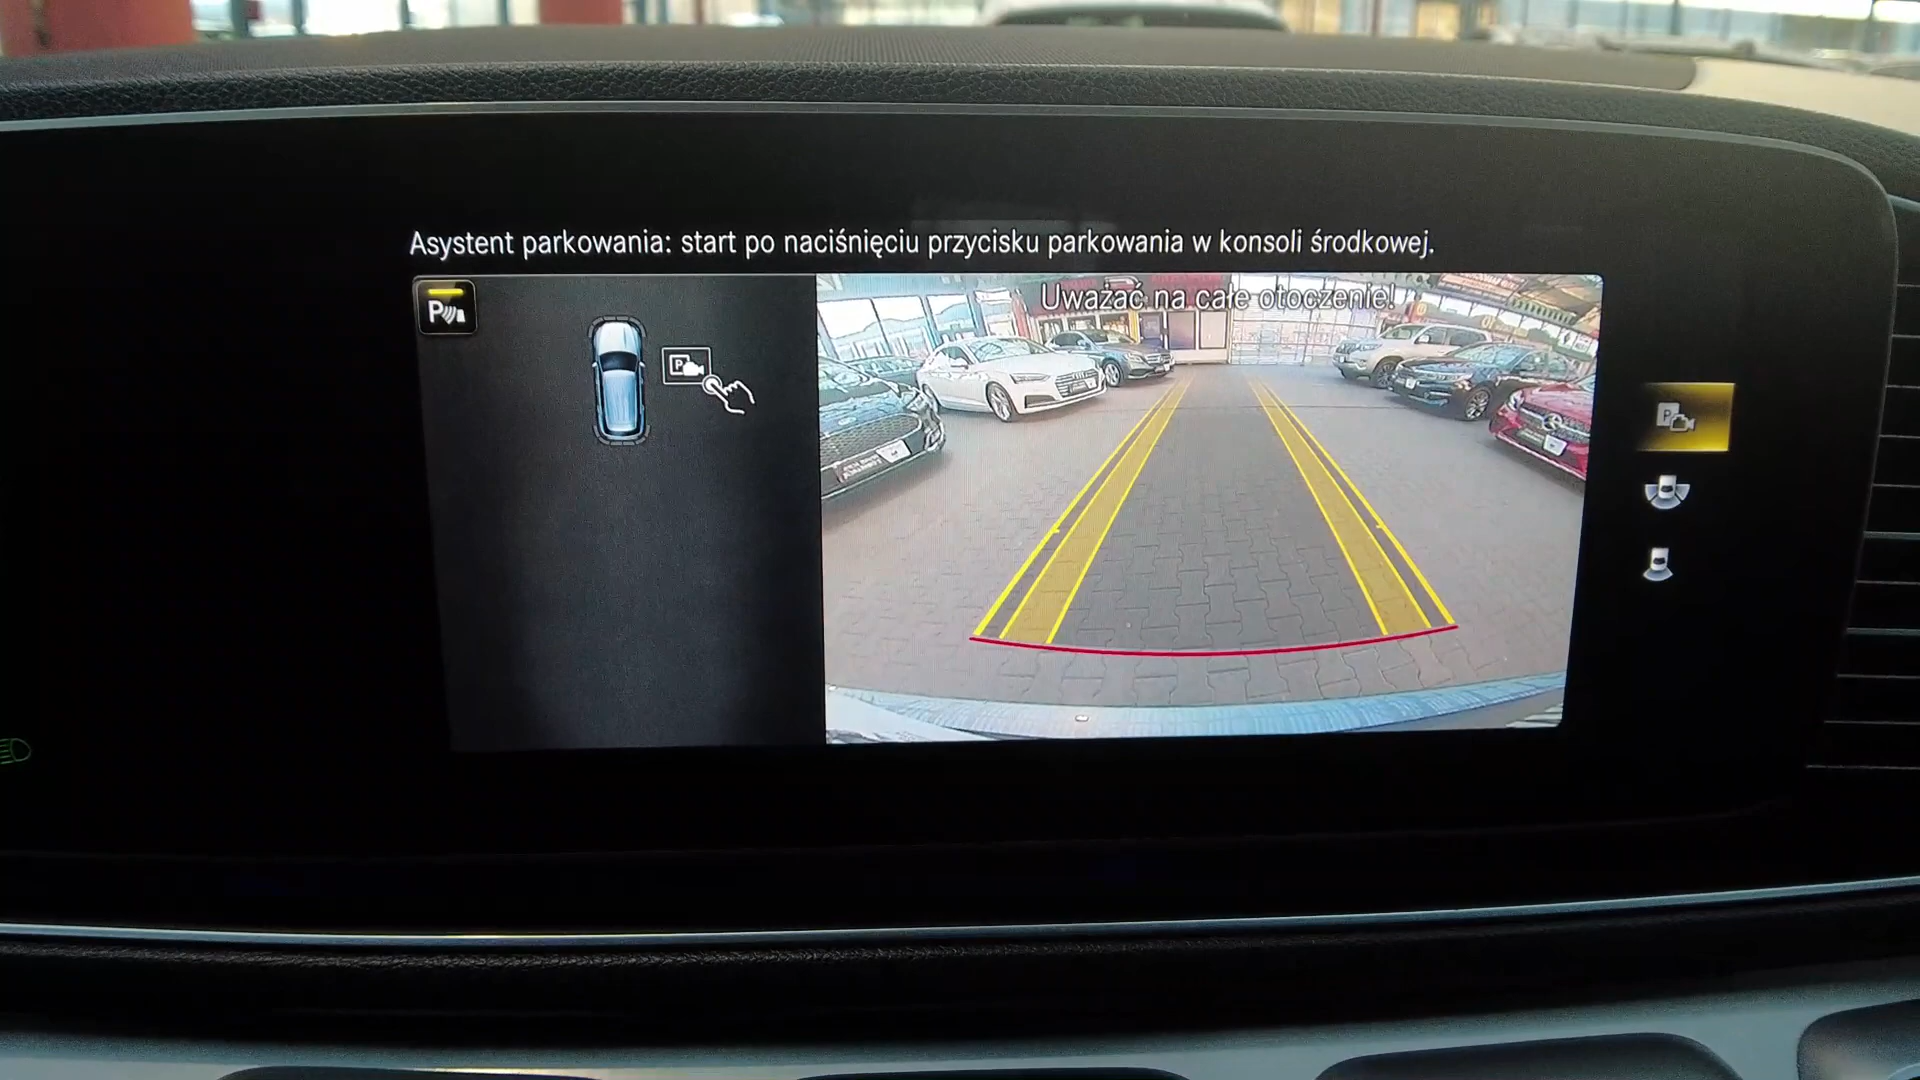 Asystent parkowania: start po naciśnięciu przycisku parkowania w konsoli środkowej.
P
P
Uważać na całe otoczenie!
P